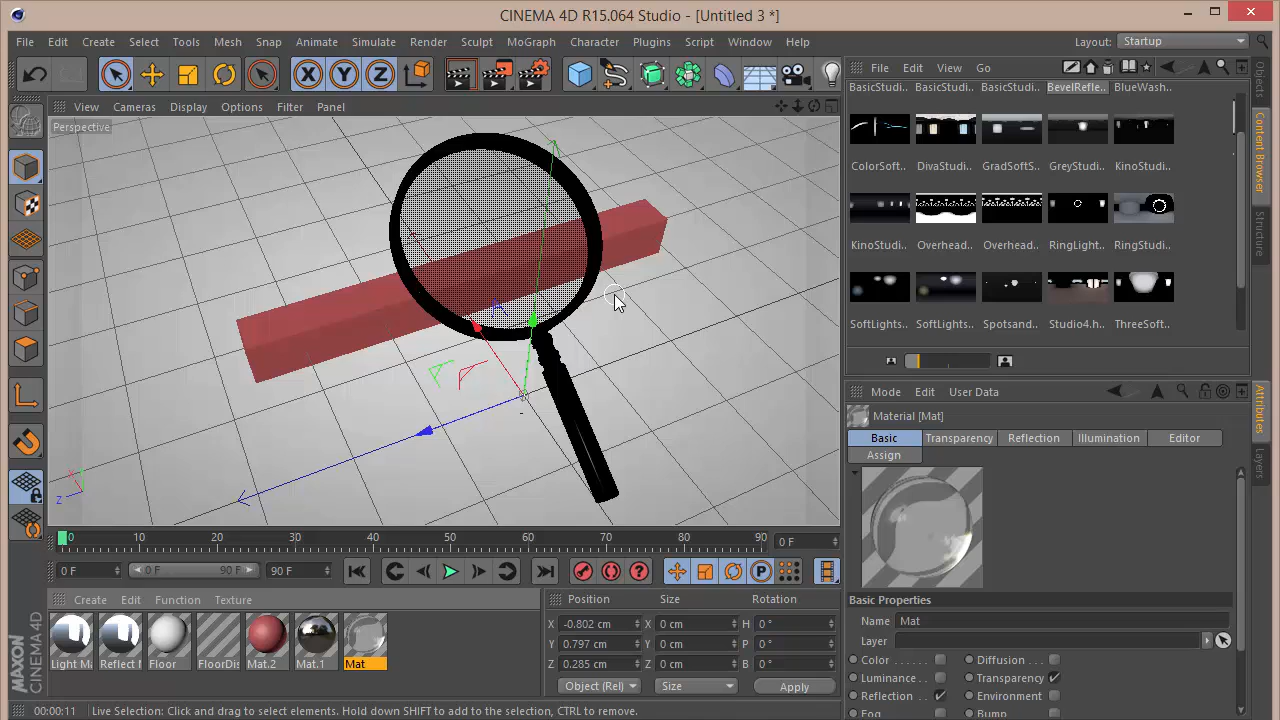 CINEMA 4D R15.064 Studio - [Untitled 3 *]
File Edit Create Select Tools Mesh Snap Animate Simulate Render Sculpt MoGraph Character Plugins Script Window Help
Layout: Startup
File Edit View Go
BasicStudi.. BasicStudi.. BasicStudi.. BevelRefle.. BlueWash..
View Cameras Display Options Filter Panel
Perspective
ColorSoft.. DivaStudi.. GradSoftS.. GreyStudi.. KinoStudi..
KinoStudi.. Overhead.. Overhead.. RingLight.. RingStudi..
SoftLights.. SoftLights.. Spotsand.. Studio4.h.. ThreeSoft..
Objects
Content Browser
Structure
Mode Edit User Data
Material [Mat]
Basic Transparency Reflection Illumination Editor
Assign
Attributes
Layers
X Y Z
0 10 20 30 40 50 60 70 80 90 0 F
0 F 0 F 90 F 90 F
Create Edit Function Texture
Position Size Rotation
X -0.802 cm X 0 cm H 0 °
Y 0.797 cm Y 0 cm P 0 °
Z 0.285 cm Z 0 cm B 0 °
Object (Rel) Size Apply
Light M Reflect I Floor FloorDis Mat.2 Mat.1 Mat
Basic Properties
Name Mat
Layer
Color Diffusion
Luminance Transparency
Reflection Environment
Fog Bump
MAXON
CINEMA 4D
00:00:11 Live Selection: Click and drag to select elements. Hold down SHIFT to add to the selection, CTRL to remove.